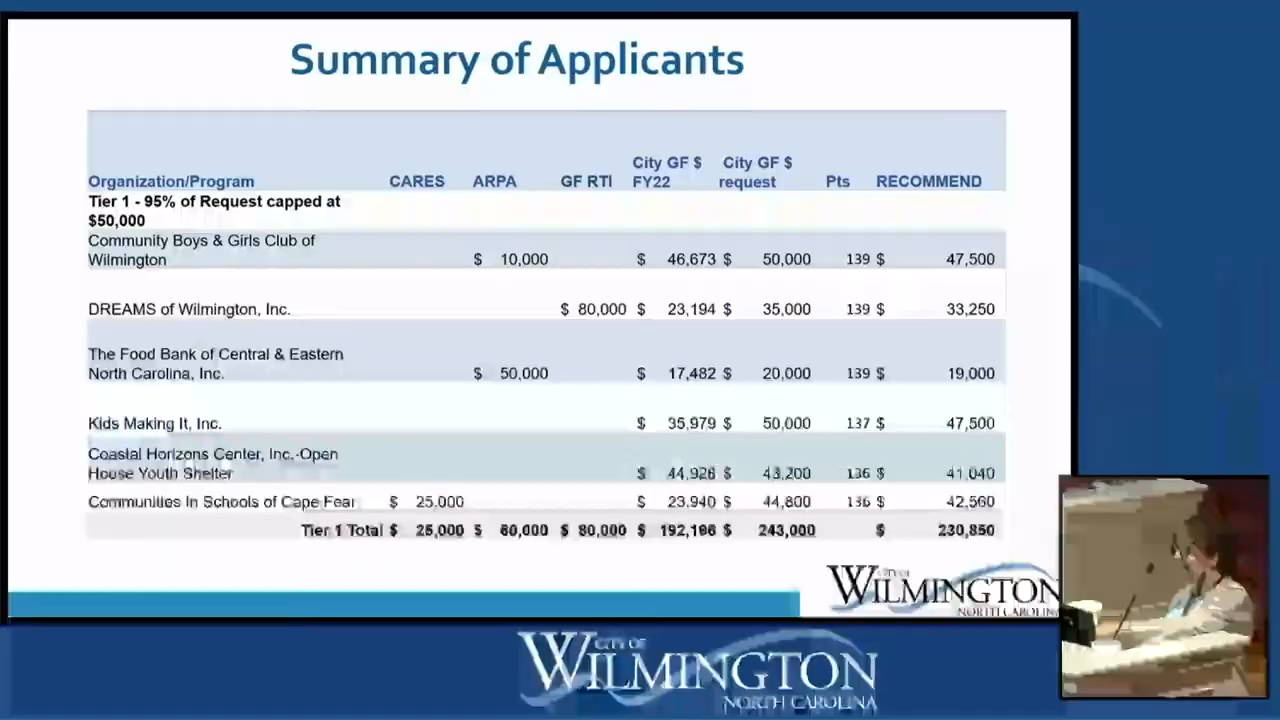 Summary of Applicants
City GF $ City GF $
Organization/Program CARES ARPA GF RTI FY22 request Pts RECOMMEND
Tier 1 - 95% of Request capped at
$50,000
Community Boys & Girls Club of
Wilmington $ 10,000 $ 46,673 $ 50,000 139 $ 47,500
DREAMS of Wilmington, Inc. $ 80,000 $ 23,194 $ 35,000 139 $ 33,250
The Food Bank of Central & Eastern
North Carolina, Inc. $ 50,000 $ 17,482 $ 20,000 139 $ 19,000
Kids Making It, Inc. $ 35,979 $ 50,000 137 $ 47,500
Coastal Horizons Center, Inc.-Open
House Youth Shelter $ 44,928 $ 43,200 136 $ 41,040
Communities In Schools of Cape Fear $ 25,000 $ 23,940 $ 44,800 136 $ 42,560
Tier 1 Total $ 25,000 $ 60,000 $ 80,000 $ 192,196 $ 243,000 $ 230,850
CITY OF
WILMINGTON
NORTH CAROLINA
CITY OF
WILMINGTON
NORTH CAROLINA